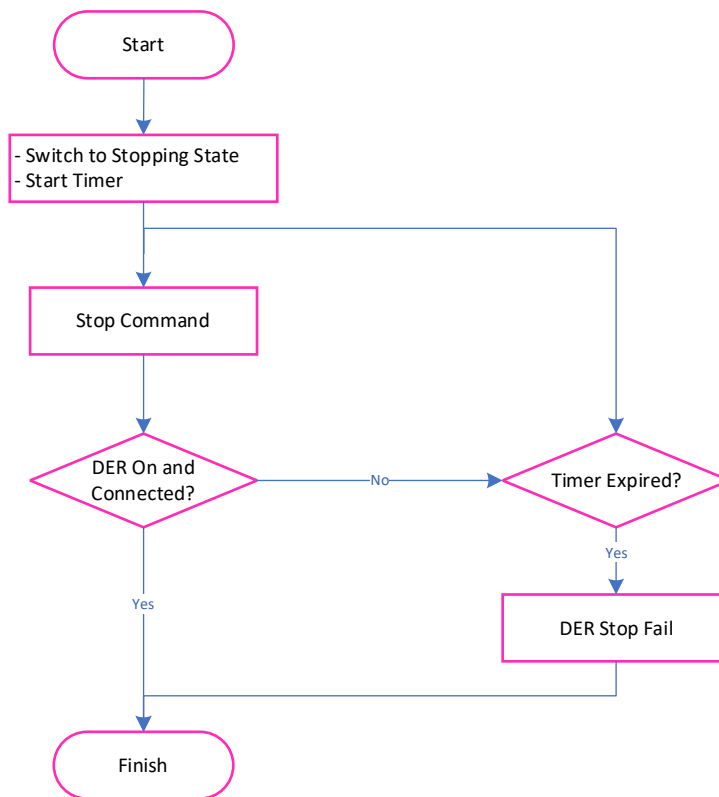 Start
- Switch to Stopping State
- Start Timer
Stop Command
DER On and
Connected?
No
Timer Expired?
Yes
Yes
DER Stop Fail
Finish